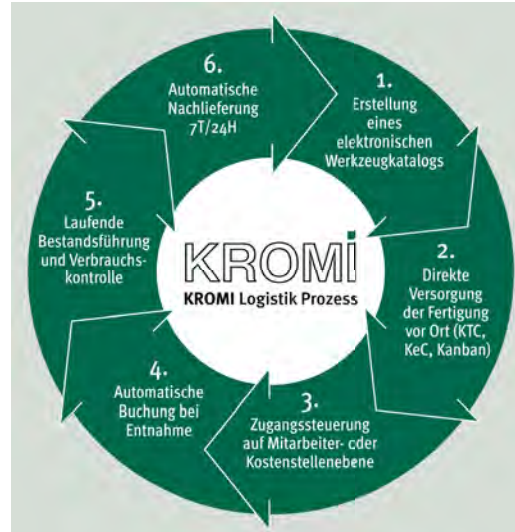 6.
Automatische
Nachlieferung
7T/24H
1.
Erstellung
eines
elektronischen
Werkzeugkatalogs
5.
Laufende
Bestandsführung
und Verbrauchs-
kontrolle
KROMi
KROMI Logistik Prozess
2.
Direkte
Versorgung
der Fertigung
vor Ort (KTC,
KeC, Kanban)
4.
Automatische
Buchung bei
Entnahme
3.
Zugangssteuerung
auf Mitarbeiter- oder
Kostenstellenebene